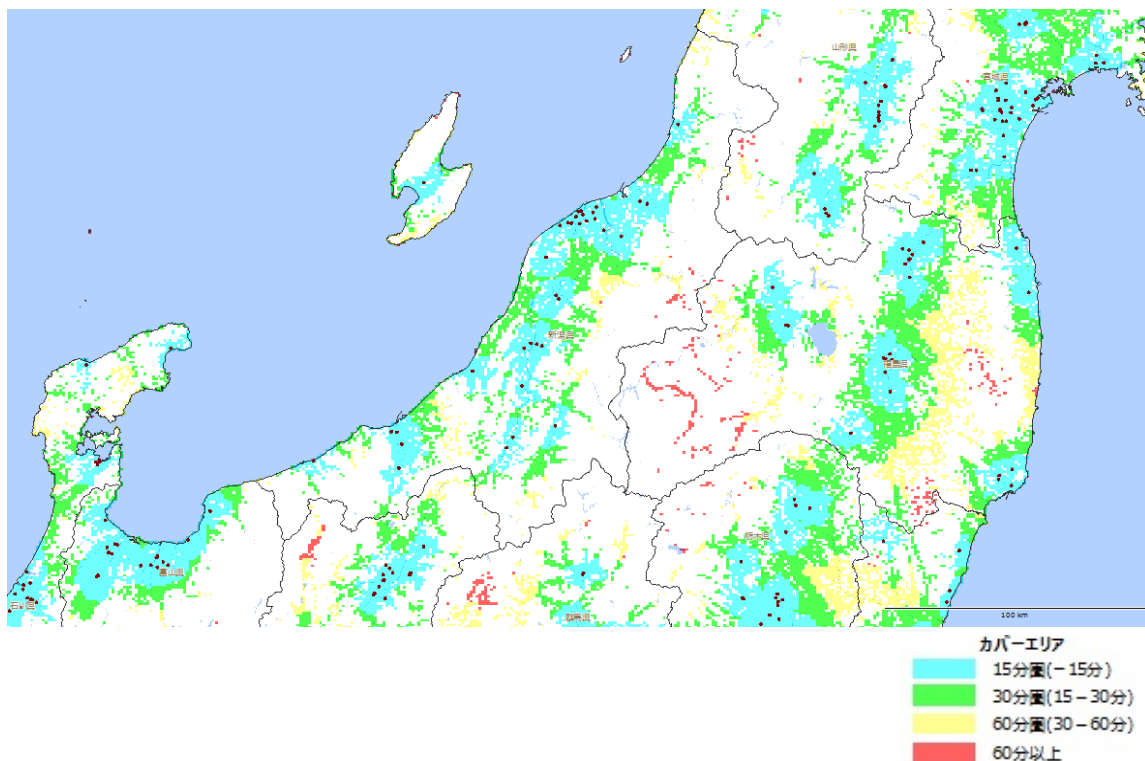 山形県
宮城県
新潟県
福島県
栃木県
富山県
石川県
群馬県
100 km
カバーエリア
15分圏(-15分)
30分圏(15-30分)
60分圏(30-60分)
60分以上